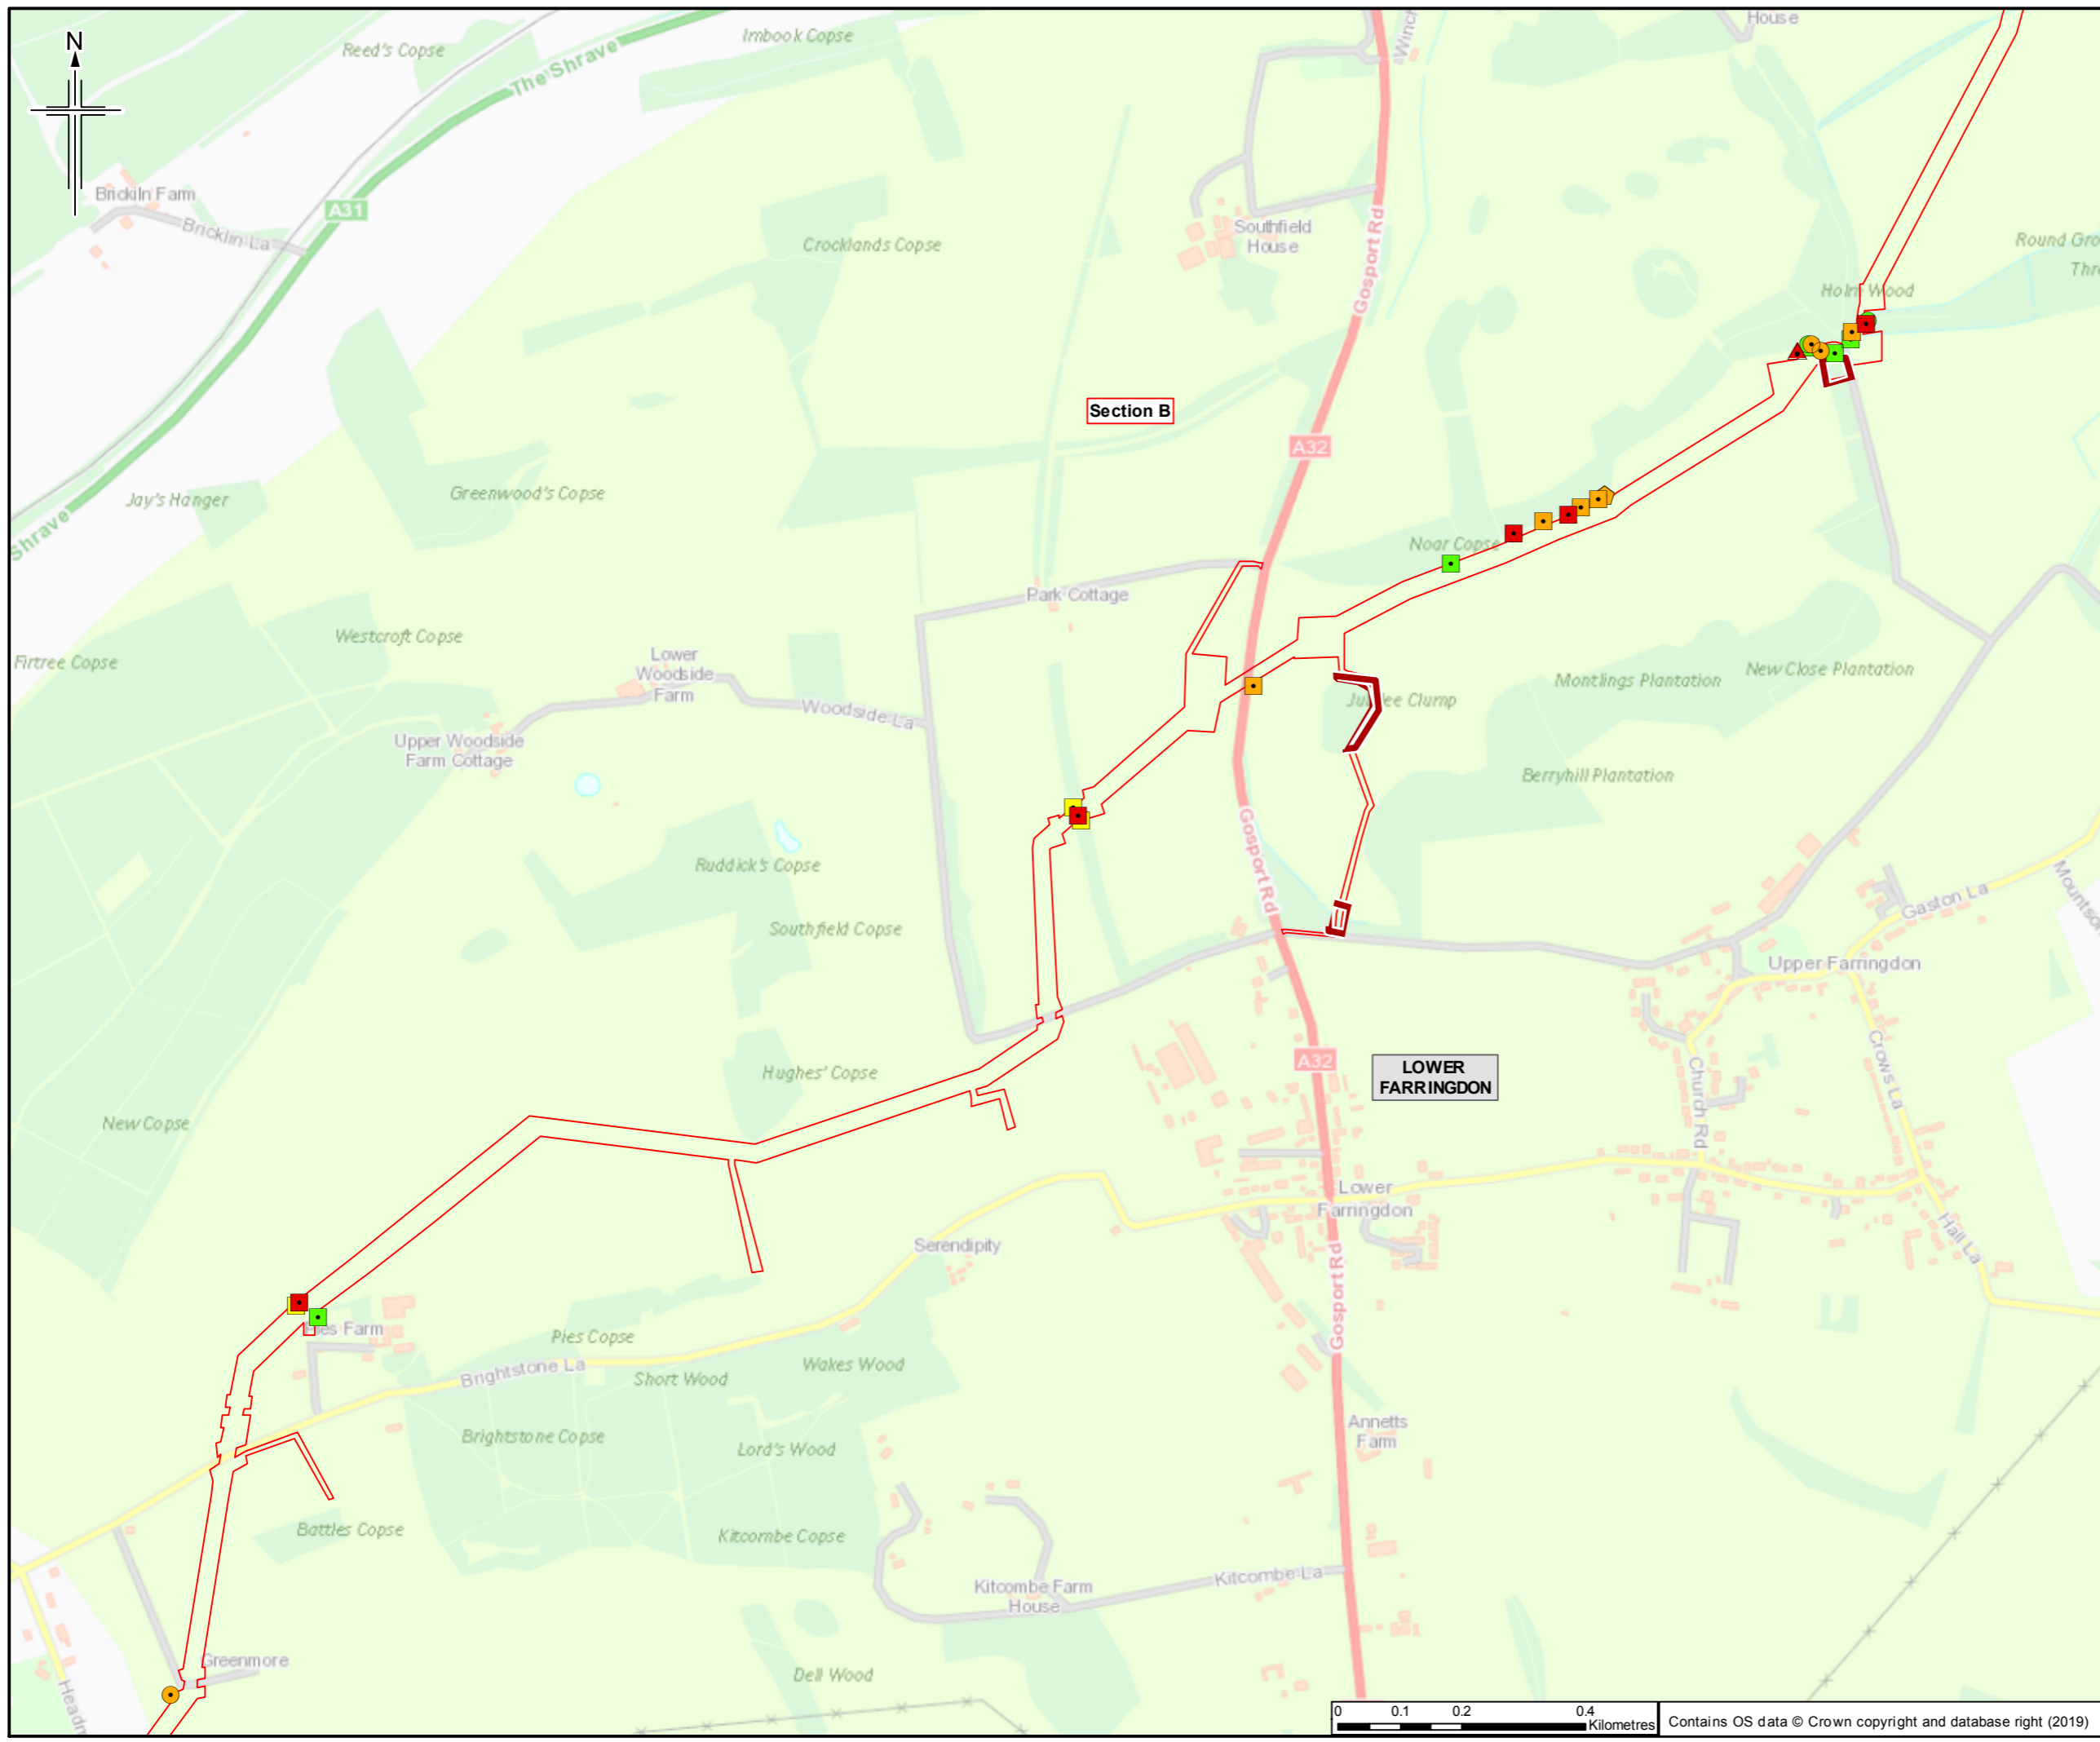 N
Reed's Copse
The Shrave
Imbook Copse
House
Brickiln Farm
Bricklin La
A31
Crocklands Copse
Southfield
House
Gosport Rd
Holm Wood
Section B
A32
Jay's Hanger
Greenwood's Copse
Shrave
Noar Copse
Park Cottage
Westcroft Copse
Firtree Copse
Lower
Woodside
Farm
Woodside La
Upper Woodside
Farm Cottage
Montlings Plantation
New Close Plantation
Berryhill Plantation
Ruddick's Copse
Southfield Copse
Gosport Rd
Gaston La
Upper Farringdon
Hughes' Copse
A32
LOWER
FARRINGDON
Church Rd
Crows La
New Copse
Lower
Farringdon
Serendipity
Hall La
Gosport Rd
Pies Copse
Brightstone La
Short Wood
Wakes Wood
Brightstone Copse
Lord's Wood
Annetts
Farm
Battles Copse
Kitcombe Copse
Kitcombe Farm
House
Kitcombe La
Greenmore
Dell Wood
0 0.1 0.2 0.4
Kilometres
Contains OS data © Crown copyright and database right (2019)